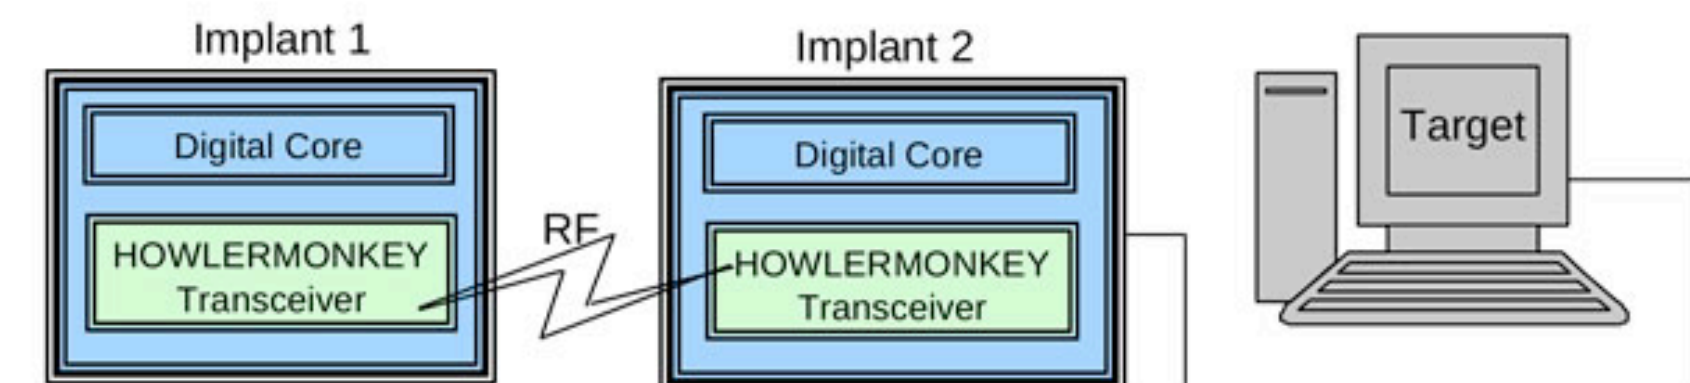 Implant 1
Implant 2
Digital Core
Digital Core
Target
RF
HOWLERMONKEY
Transceiver
HOWLERMONKEY
Transceiver